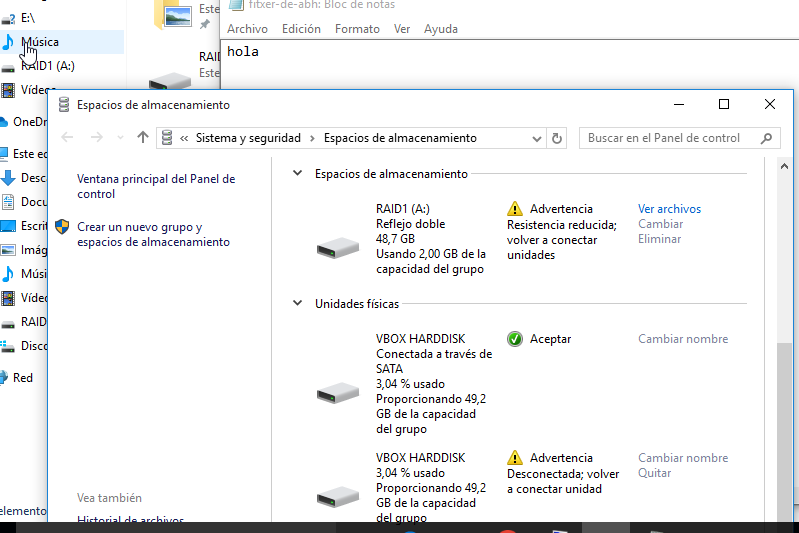 E:\
Música
RAID1 (A:)
Este
RAID
Este
fitxer-de-abh: Bloc de notas
Archivo Edición Formato Ver Ayuda
hola
Espacios de almacenamiento
« Sistema y seguridad › Espacios de almacenamiento
Buscar en el Panel de control
Ventana principal del Panel de
control
Crear un nuevo grupo y
espacios de almacenamiento
Vea también
Historial de archivos
Espacios de almacenamiento
RAID1 (A:)
Reflejo doble
48,7 GB
Usando 2,00 GB de la
capacidad del grupo
Advertencia
Resistencia reducida;
volver a conectar
unidades
Ver archivos
Cambiar
Eliminar
Unidades físicas
VBOX HARDDISK
Conectada a través de
SATA
3,04 % usado
Proporcionando 49,2
GB de la capacidad
del grupo
Aceptar
Cambiar nombre
VBOX HARDDISK
3,04 % usado
Proporcionando 49,2
GB de la capacidad
del grupo
Advertencia
Desconectada; volver
a conectar unidad
Cambiar nombre
Quitar
Vídeo
OneDr
Este ec
Desca
Docu
Escrit
Imág
Músi
Vídec
RAID
Disco
Red
elemento